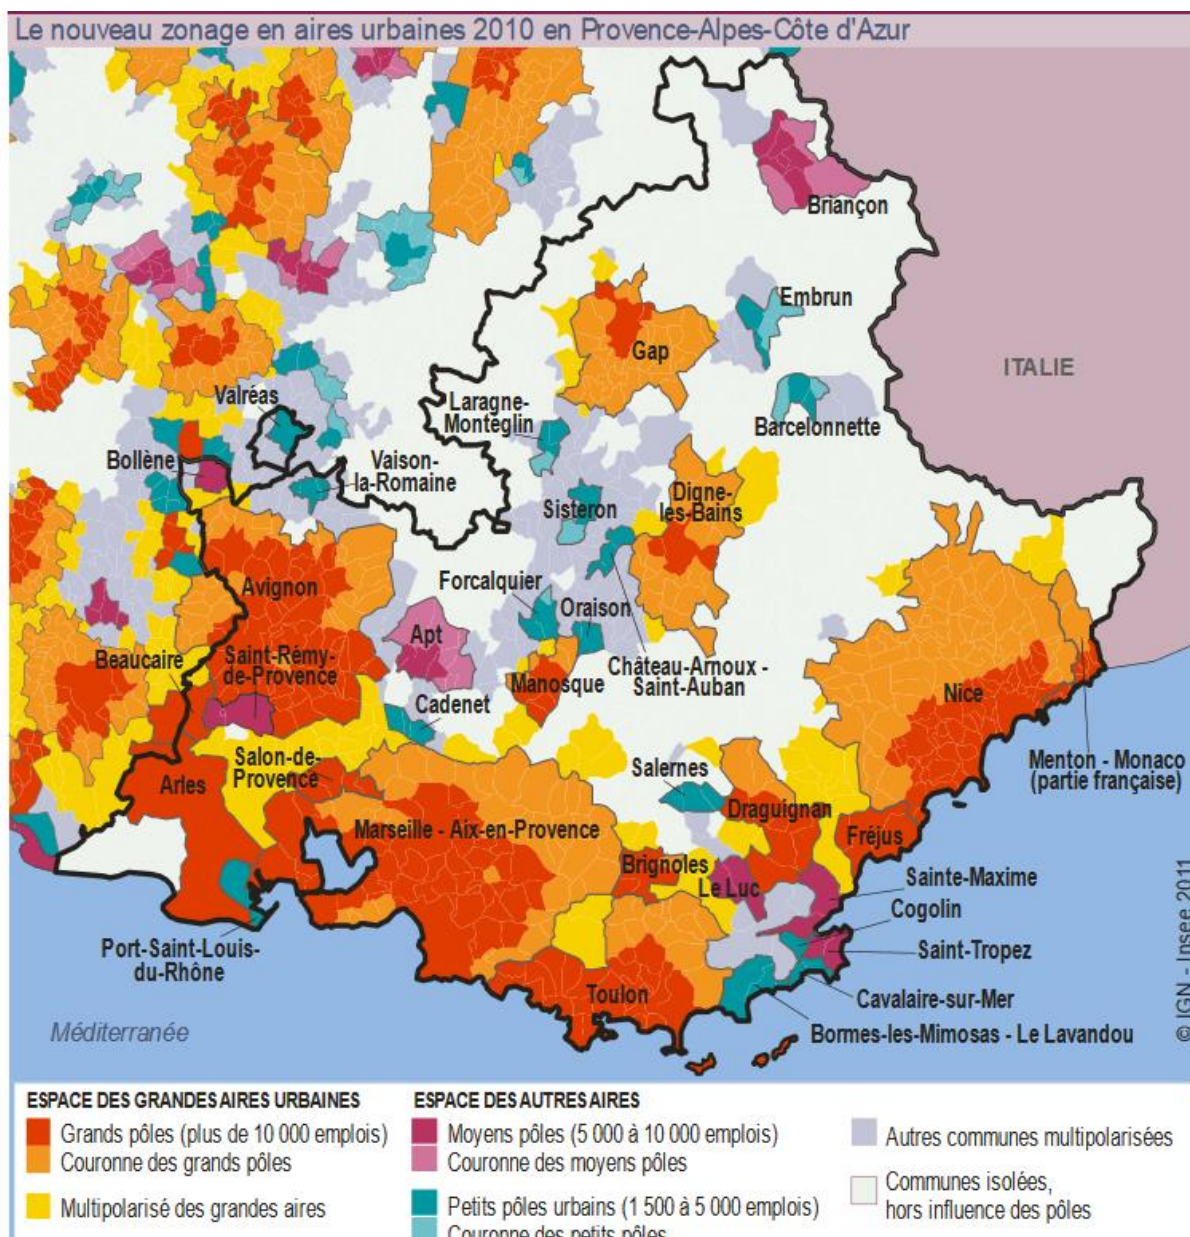 Le nouveau zonage en aires urbaines 2010 en Provence-Alpes-Côte d'Azur
Briançon
Embrun
Gap
ITALIE
Valréas
Laragne-
Montéglin
Barcelonnette
Bollène
Vaison-
la-Romaine
Sisteron
Digne-
les-Bains
Avignon
Forcalquier
Oraison
Apt
Beaucaire
Saint-Rémy-
de-Provence
Manosque
Château-Arnoux -
Saint-Auban
Cadenet
Nice
Salon-de-
Provence
Salernes
Menton - Monaco
(partie française)
Arles
Draguignan
Marseille - Aix-en-Provence
Fréjus
Brignoles
Le Luc
Sainte-Maxime
Cogolin
Port-Saint-Louis-
du-Rhône
Saint-Tropez
Toulon
Cavalaire-sur-Mer
Méditerranée
Bormes-les-Mimosas - Le Lavandou
© IGN - Insee 2011
ESPACE DES GRANDES AIRES URBAINES
Grands pôles (plus de 10 000 emplois)
Couronne des grands pôles
Multipolarisé des grandes aires
ESPACE DES AUTRES AIRES
Moyens pôles (5 000 à 10 000 emplois)
Couronne des moyens pôles
Petits pôles urbains (1 500 à 5 000 emplois)
Couronne des petits pôles
Autres communes multipolarisées
Communes isolées,
hors influence des pôles